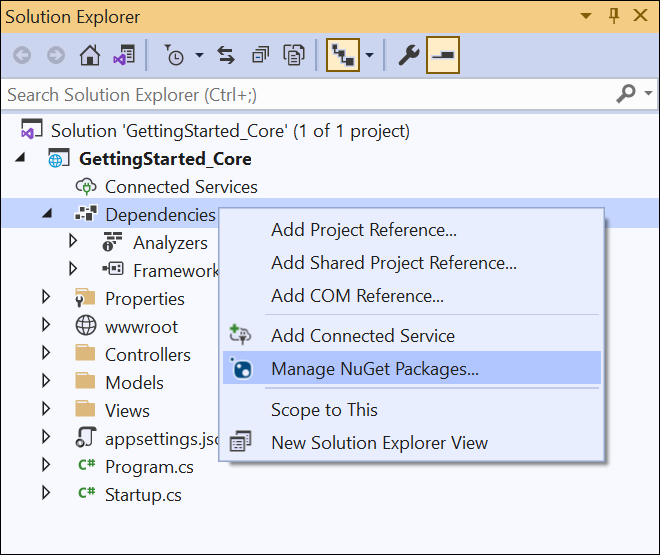 Solution Explorer
Search Solution Explorer (Ctrl+;)
Solution 'GettingStarted_Core' (1 of 1 project)
GettingStarted_Core
Connected Services
Dependencies
Analyzers
Framework
Properties
wwwroot
Controllers
Models
Views
appsettings.jsc
C# Program.cs
C# Startup.cs
Add Project Reference...
Add Shared Project Reference...
Add COM Reference...
Add Connected Service
Manage NuGet Packages...
Scope to This
New Solution Explorer View